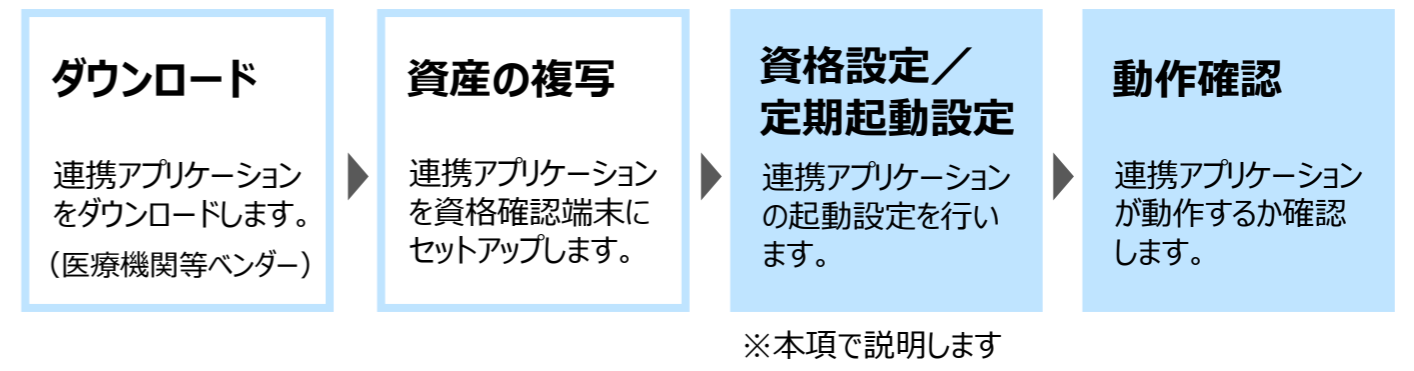 ダウンロード
連携アプリケーション
をダウンロードします。
（医療機関等ベンダー）
資産の複写
連携アプリケーション
を資格確認端末に
セットアップします。
資格設定／
定期起動設定
連携アプリケーション
の起動設定を行い
ます。
動作確認
連携アプリケーション
が動作するか確認
します。
※本項で説明します